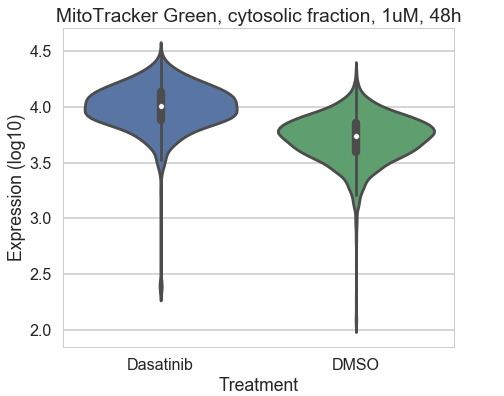 MitoTracker Green, cytosolic fraction, 1uM, 48h
Expression (log10)
4.5
4.0
3.5
3.0
2.5
2.0
Dasatinib DMSO
Treatment